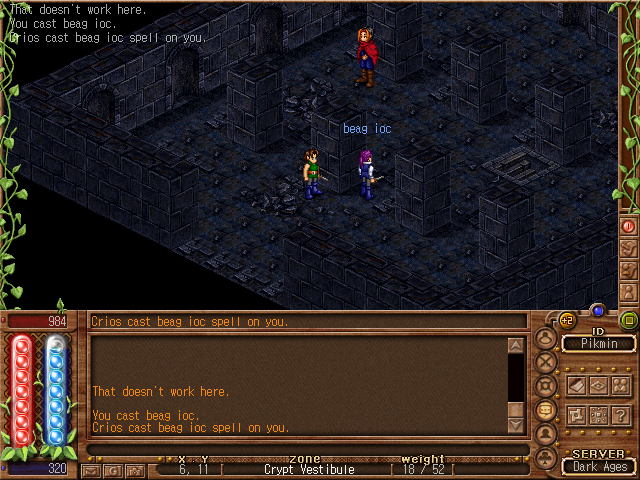 That doesn't work here.
You cast beag ioc.
Crios cast beag ioc spell on you.
beag ioc
984
Crios cast beag ioc spell on you.
+2
ID
Pikmin
That doesn't work here.
You cast beag ioc.
Crios cast beag ioc spell on you.
?
X Y zone weight
320
G
6, 11 [ Crypt Vestibule [ 18 / 52 [
SERVER
Dark Ages